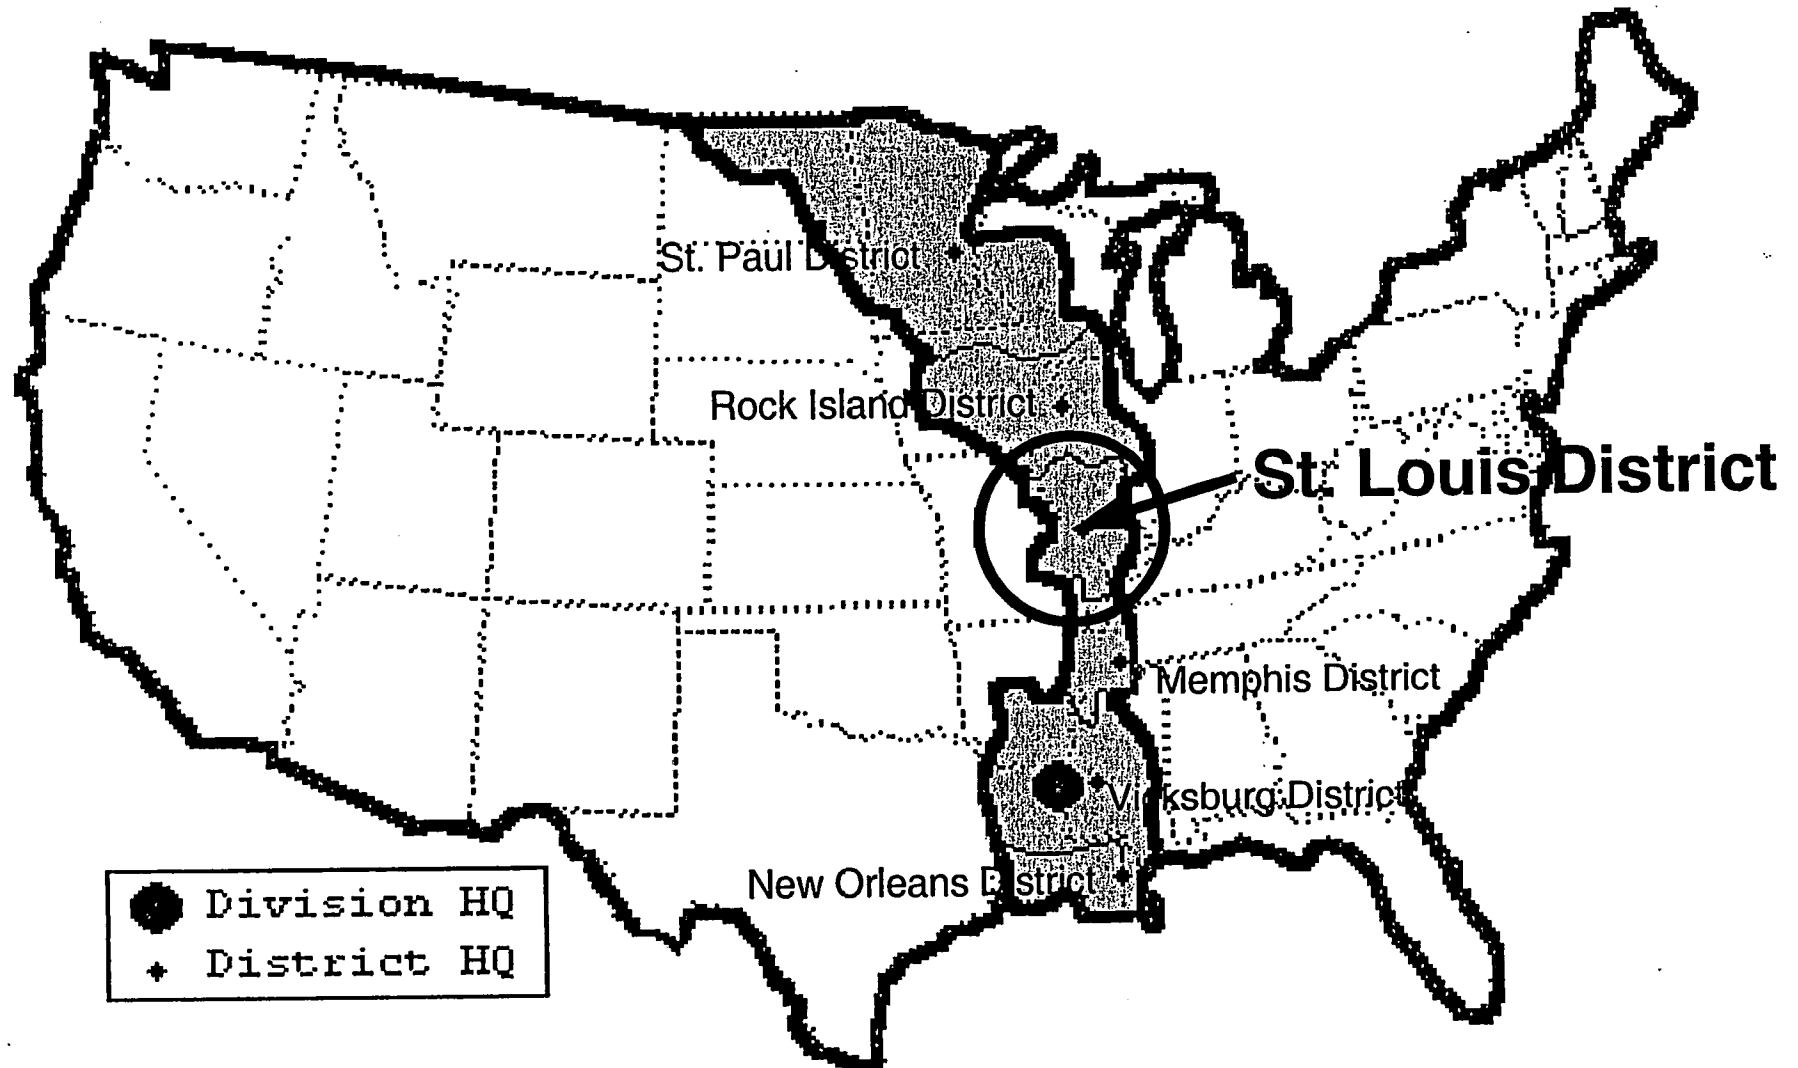 St. Paul District
Rock Island District
St. Louis District
Memphis District
Vicksburg District
New Orleans District
Division HQ
District HQ